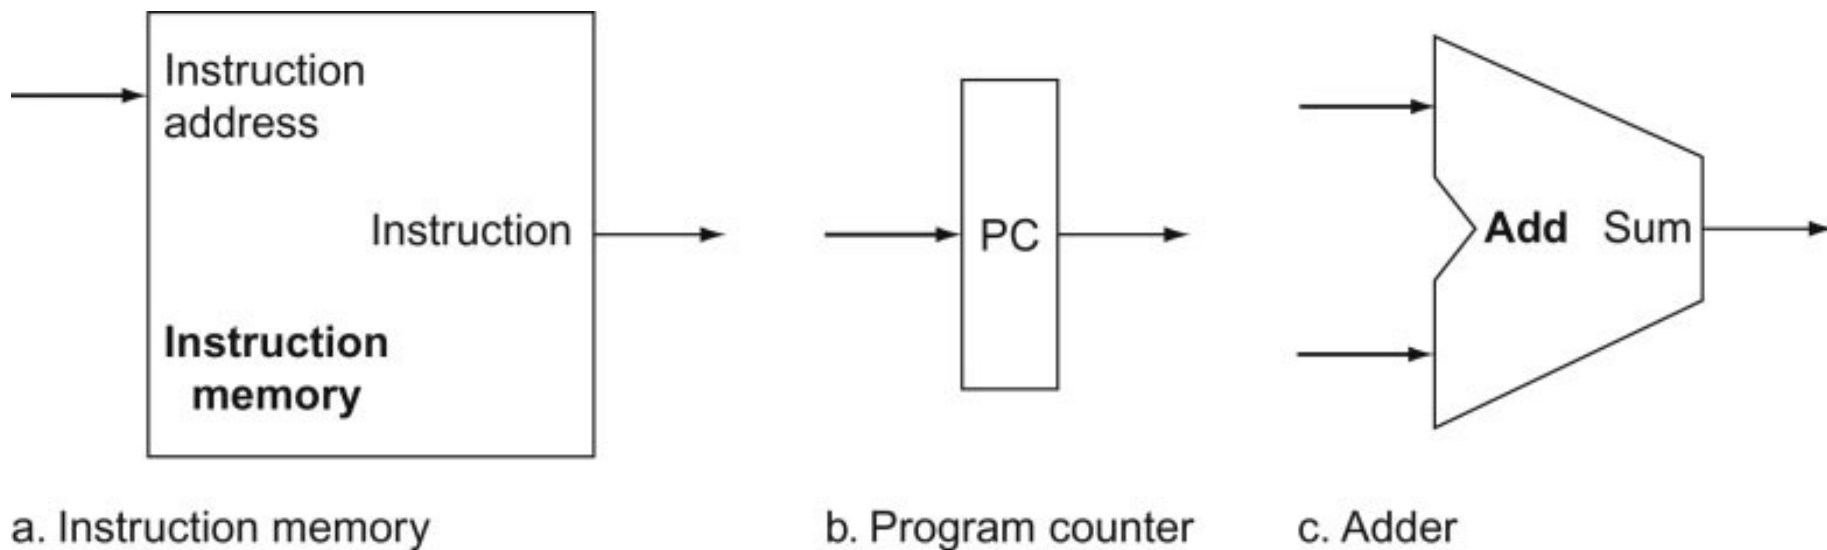 Instruction
address
Instruction
Instruction
memory
PC
Add Sum
a. Instruction memory
b. Program counter
c. Adder